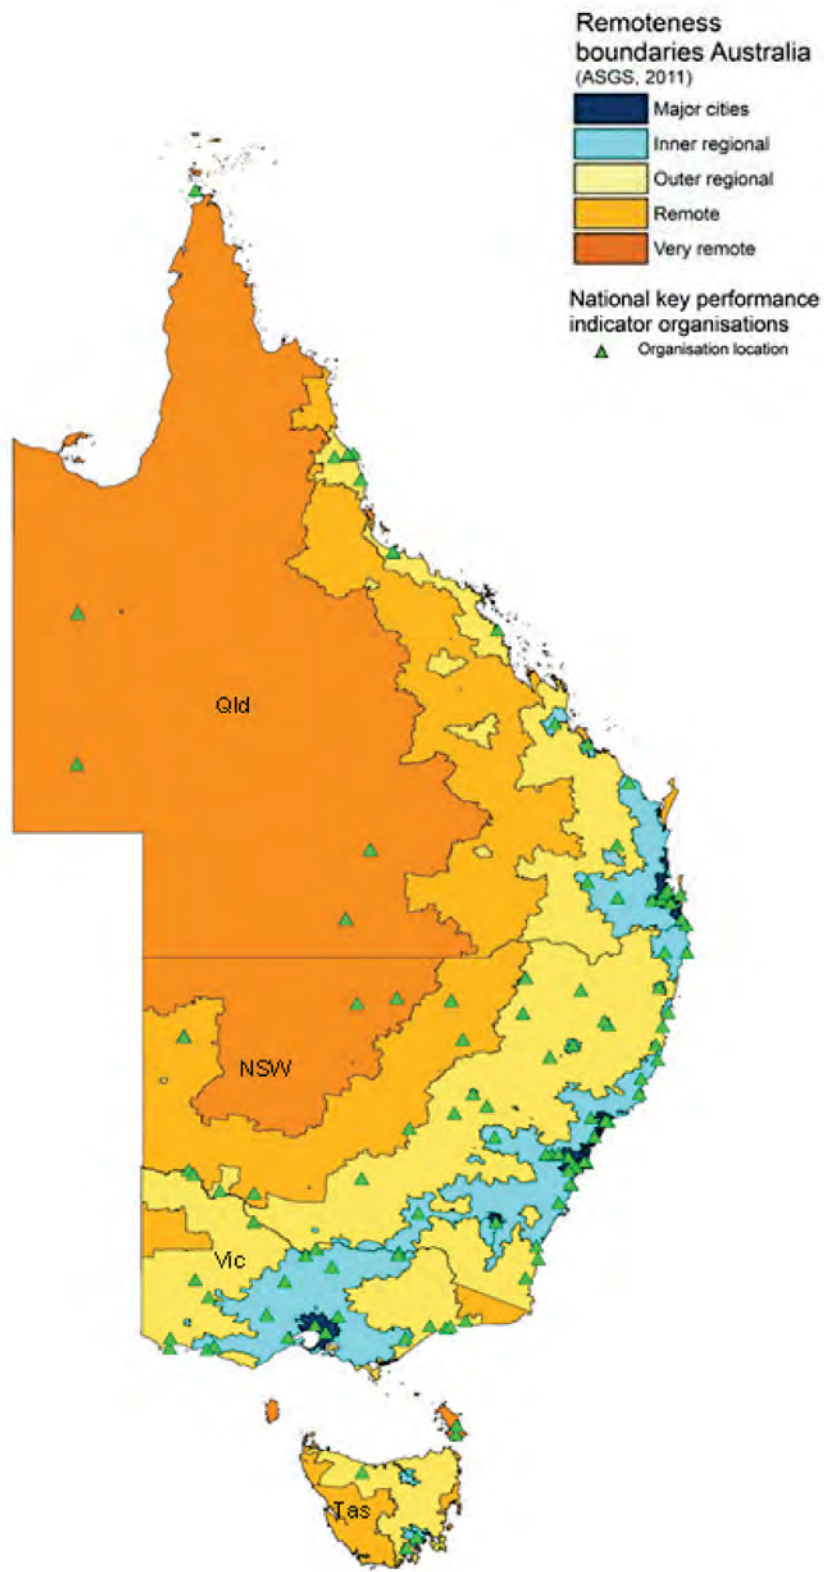 Remoteness
boundaries Australia
(ASGS, 2011)
Major cities
Inner regional
Outer regional
Remote
Very remote
National key performance
indicator organisations
Organisation location
Qld
NSW
Vic
Tas